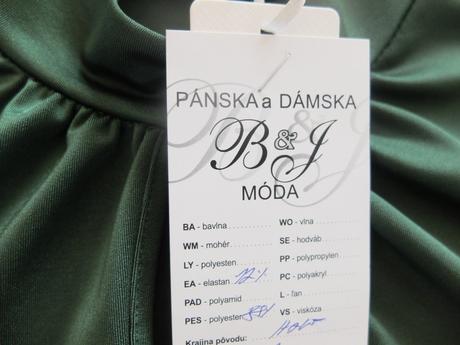 PÁNSKA a DÁMSKA
B&J
MÓDA
BA - bavlna
WO - vlna
WM - mohér
SE - hodváb
LY - polyesten
PP - polypropylen
EA - elastan 12%
PC - polyakryl
PAD - polyamid
L - ľan
PES - polyester
VS - viskóza
Krajina pôvodu: